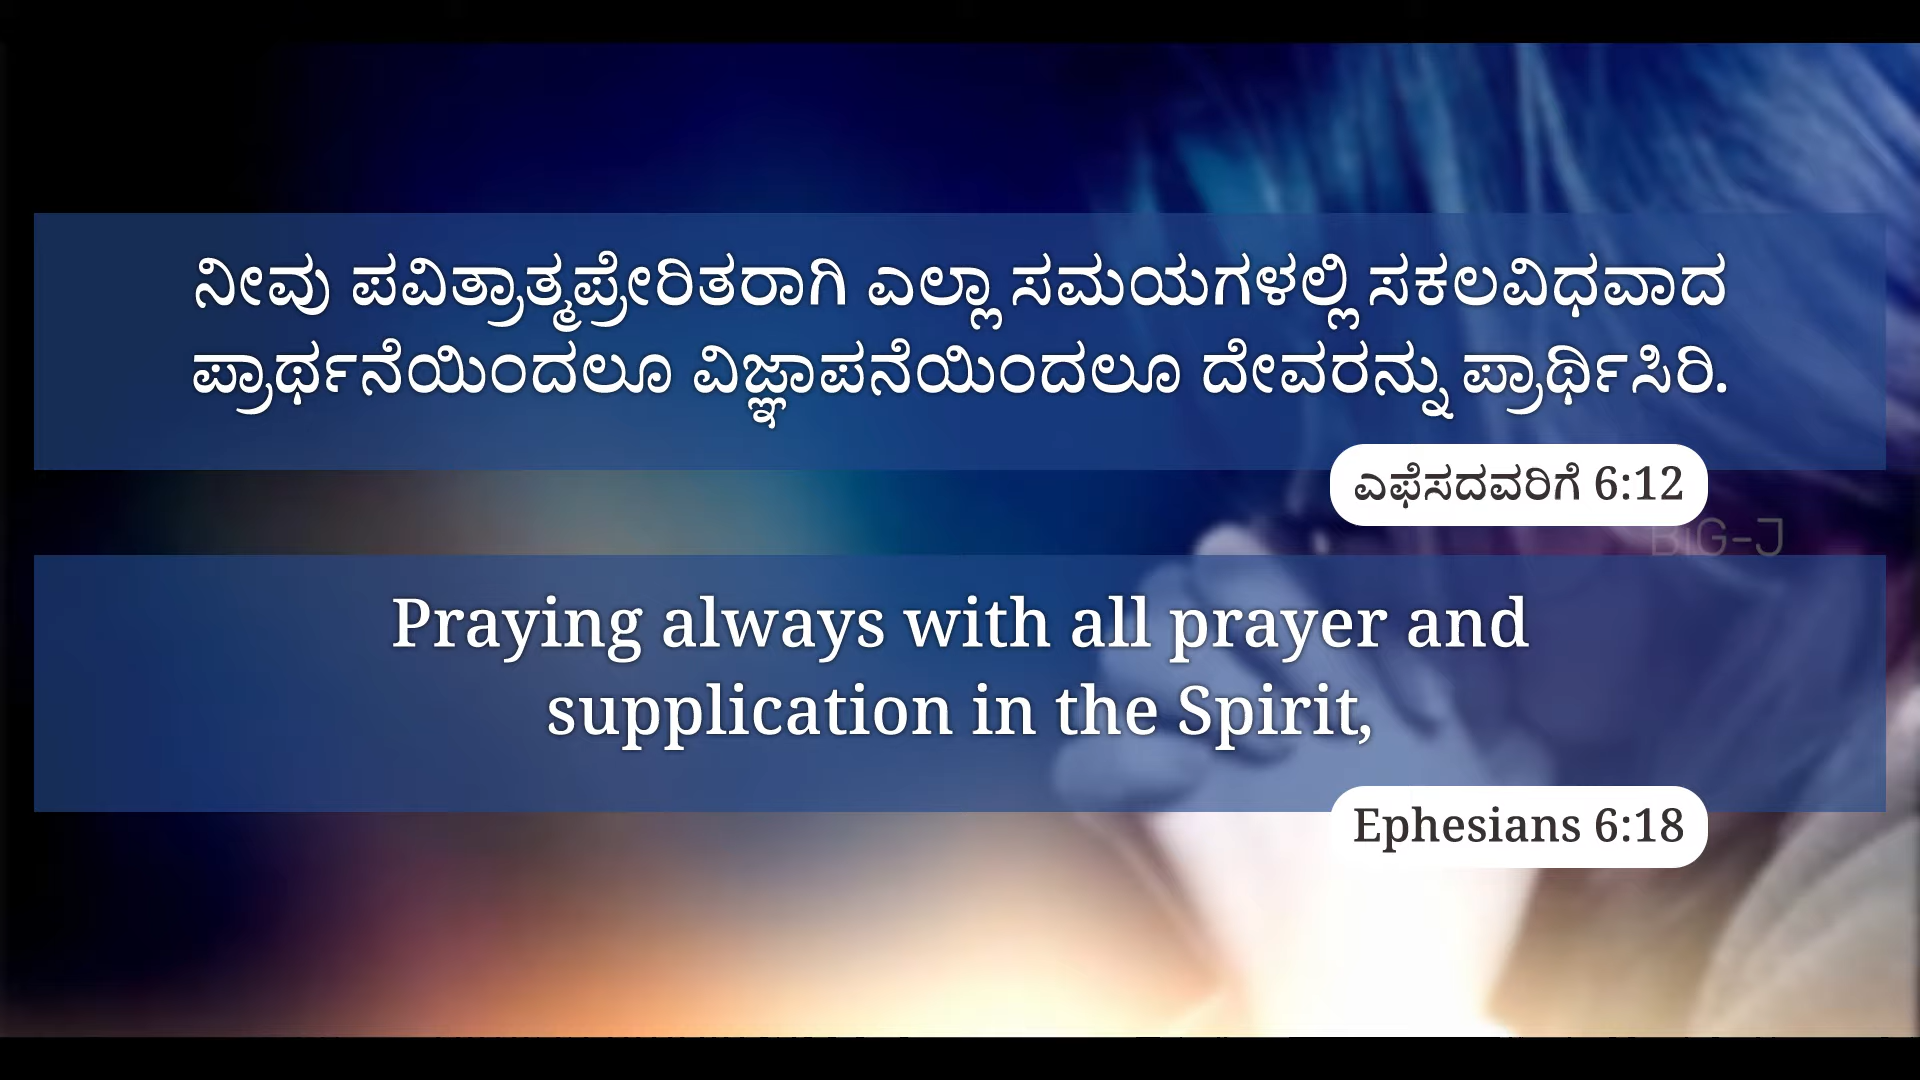 ನೀವು ಪವಿತ್ರಾತ್ಮಪ್ರೇರಿತರಾಗಿ ಎಲ್ಲಾ ಸಮಯಗಳಲ್ಲಿ ಸಕಲವಿಧವಾದ
ಪ್ರಾರ್ಥನೆಯಿಂದಲೂ ವಿಜ್ಞಾಪನೆಯಿಂದಲೂ ದೇವರನ್ನು ಪ್ರಾರ್ಥಿಸಿರಿ.
ಎಫೆಸದವರಿಗೆ 6:12
BiG-J
Praying always with all prayer and
supplication in the Spirit,
Ephesians 6:18